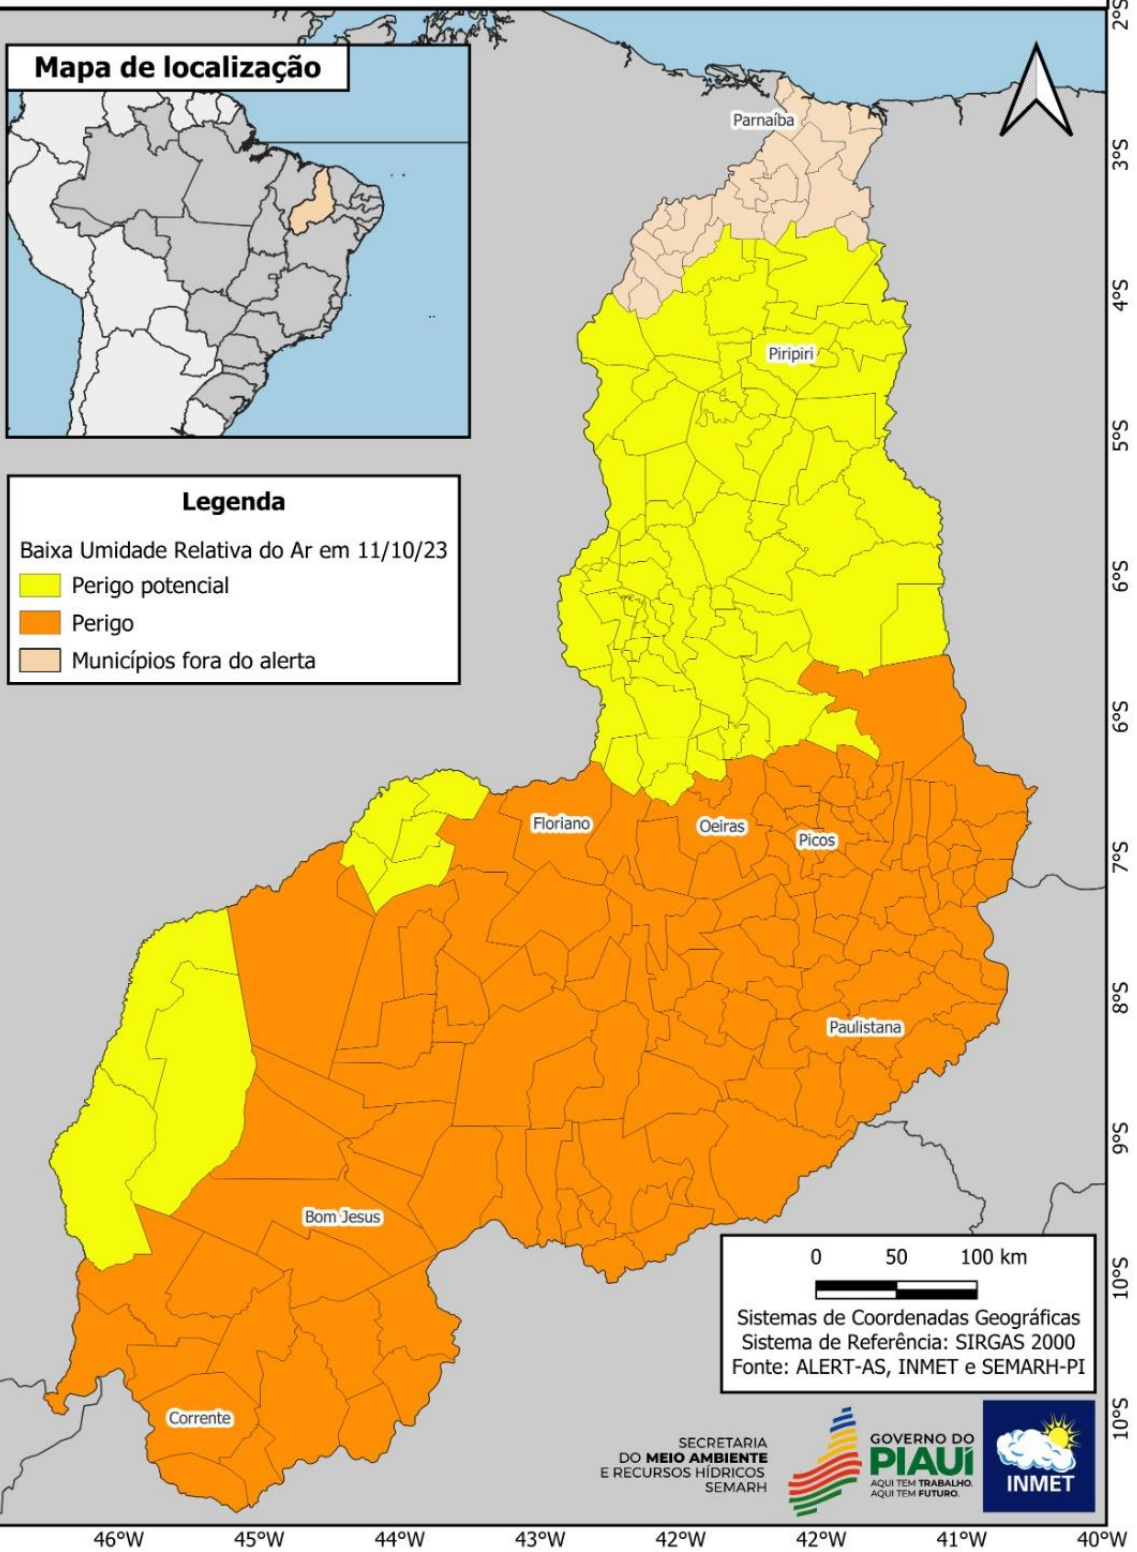 Mapa de localização
Parnaíba
Piripiri
Legenda
Baixa Umidade Relativa do Ar em 11/10/23
Perigo potencial
Perigo
Municípios fora do alerta
Floriano
Oeiras
Picos
Paulistana
Bom Jesus
Corrente
0 50 100 km
Sistemas de Coordenadas Geográficas
Sistema de Referência: SIRGAS 2000
Fonte: ALERT-AS, INMET e SEMARH-PI
SECRETARIA
DO MEIO AMBIENTE
E RECURSOS HÍDRICOS
SEMARH
GOVERNO DO
PIAUÍ
AQUI TEM TRABALHO.
AQUI TEM FUTURO.
INMET
2°S
3°S
4°S
5°S
6°S
6°S
7°S
8°S
9°S
10°S
10°S
46°W 45°W 44°W 43°W 42°W 42°W 41°W 40°W